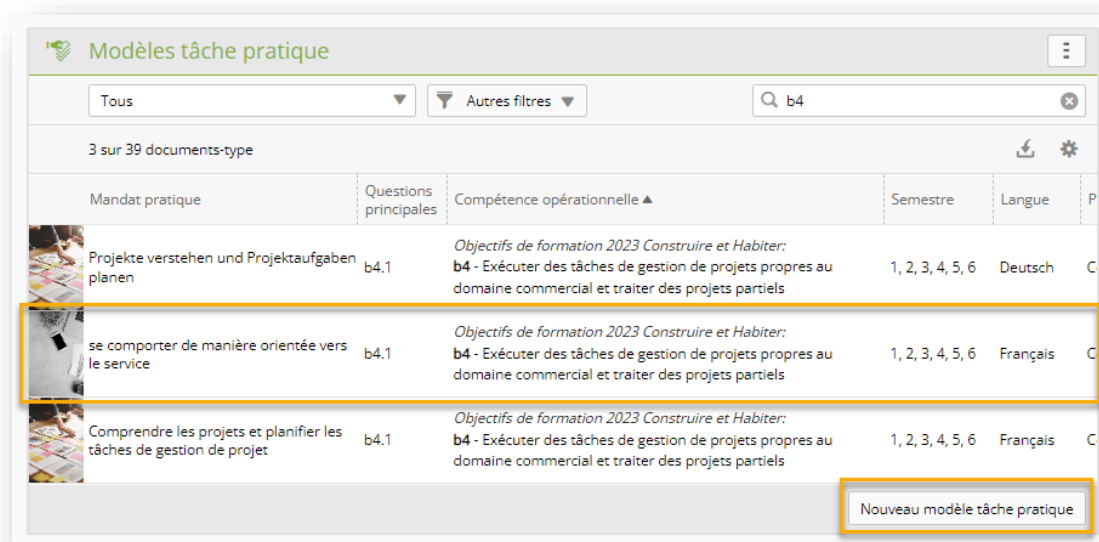 Modèles tâche pratique
Tous
Autres filtres
b4
3 sur 39 documents-type
Mandat pratique
Questions principales
Compétence opérationnelle
Semestre
Langue
Projekte verstehen und Projektaufgaben planen
b4.1
Objectifs de formation 2023 Construire et Habiter:
b4 - Exécuter des tâches de gestion de projets propres au
domaine commercial et traiter des projets partiels
1, 2, 3, 4, 5, 6
Deutsch
se comporter de manière orientée vers
le service
b4.1
Objectifs de formation 2023 Construire et Habiter:
b4 - Exécuter des tâches de gestion de projets propres au
domaine commercial et traiter des projets partiels
1, 2, 3, 4, 5, 6
Français
Comprendre les projets et planifier les
tâches de gestion de projet
b4.1
Objectifs de formation 2023 Construire et Habiter:
b4 - Exécuter des tâches de gestion de projets propres au
domaine commercial et traiter des projets partiels
1, 2, 3, 4, 5, 6
Français
Nouveau modèle tâche pratique